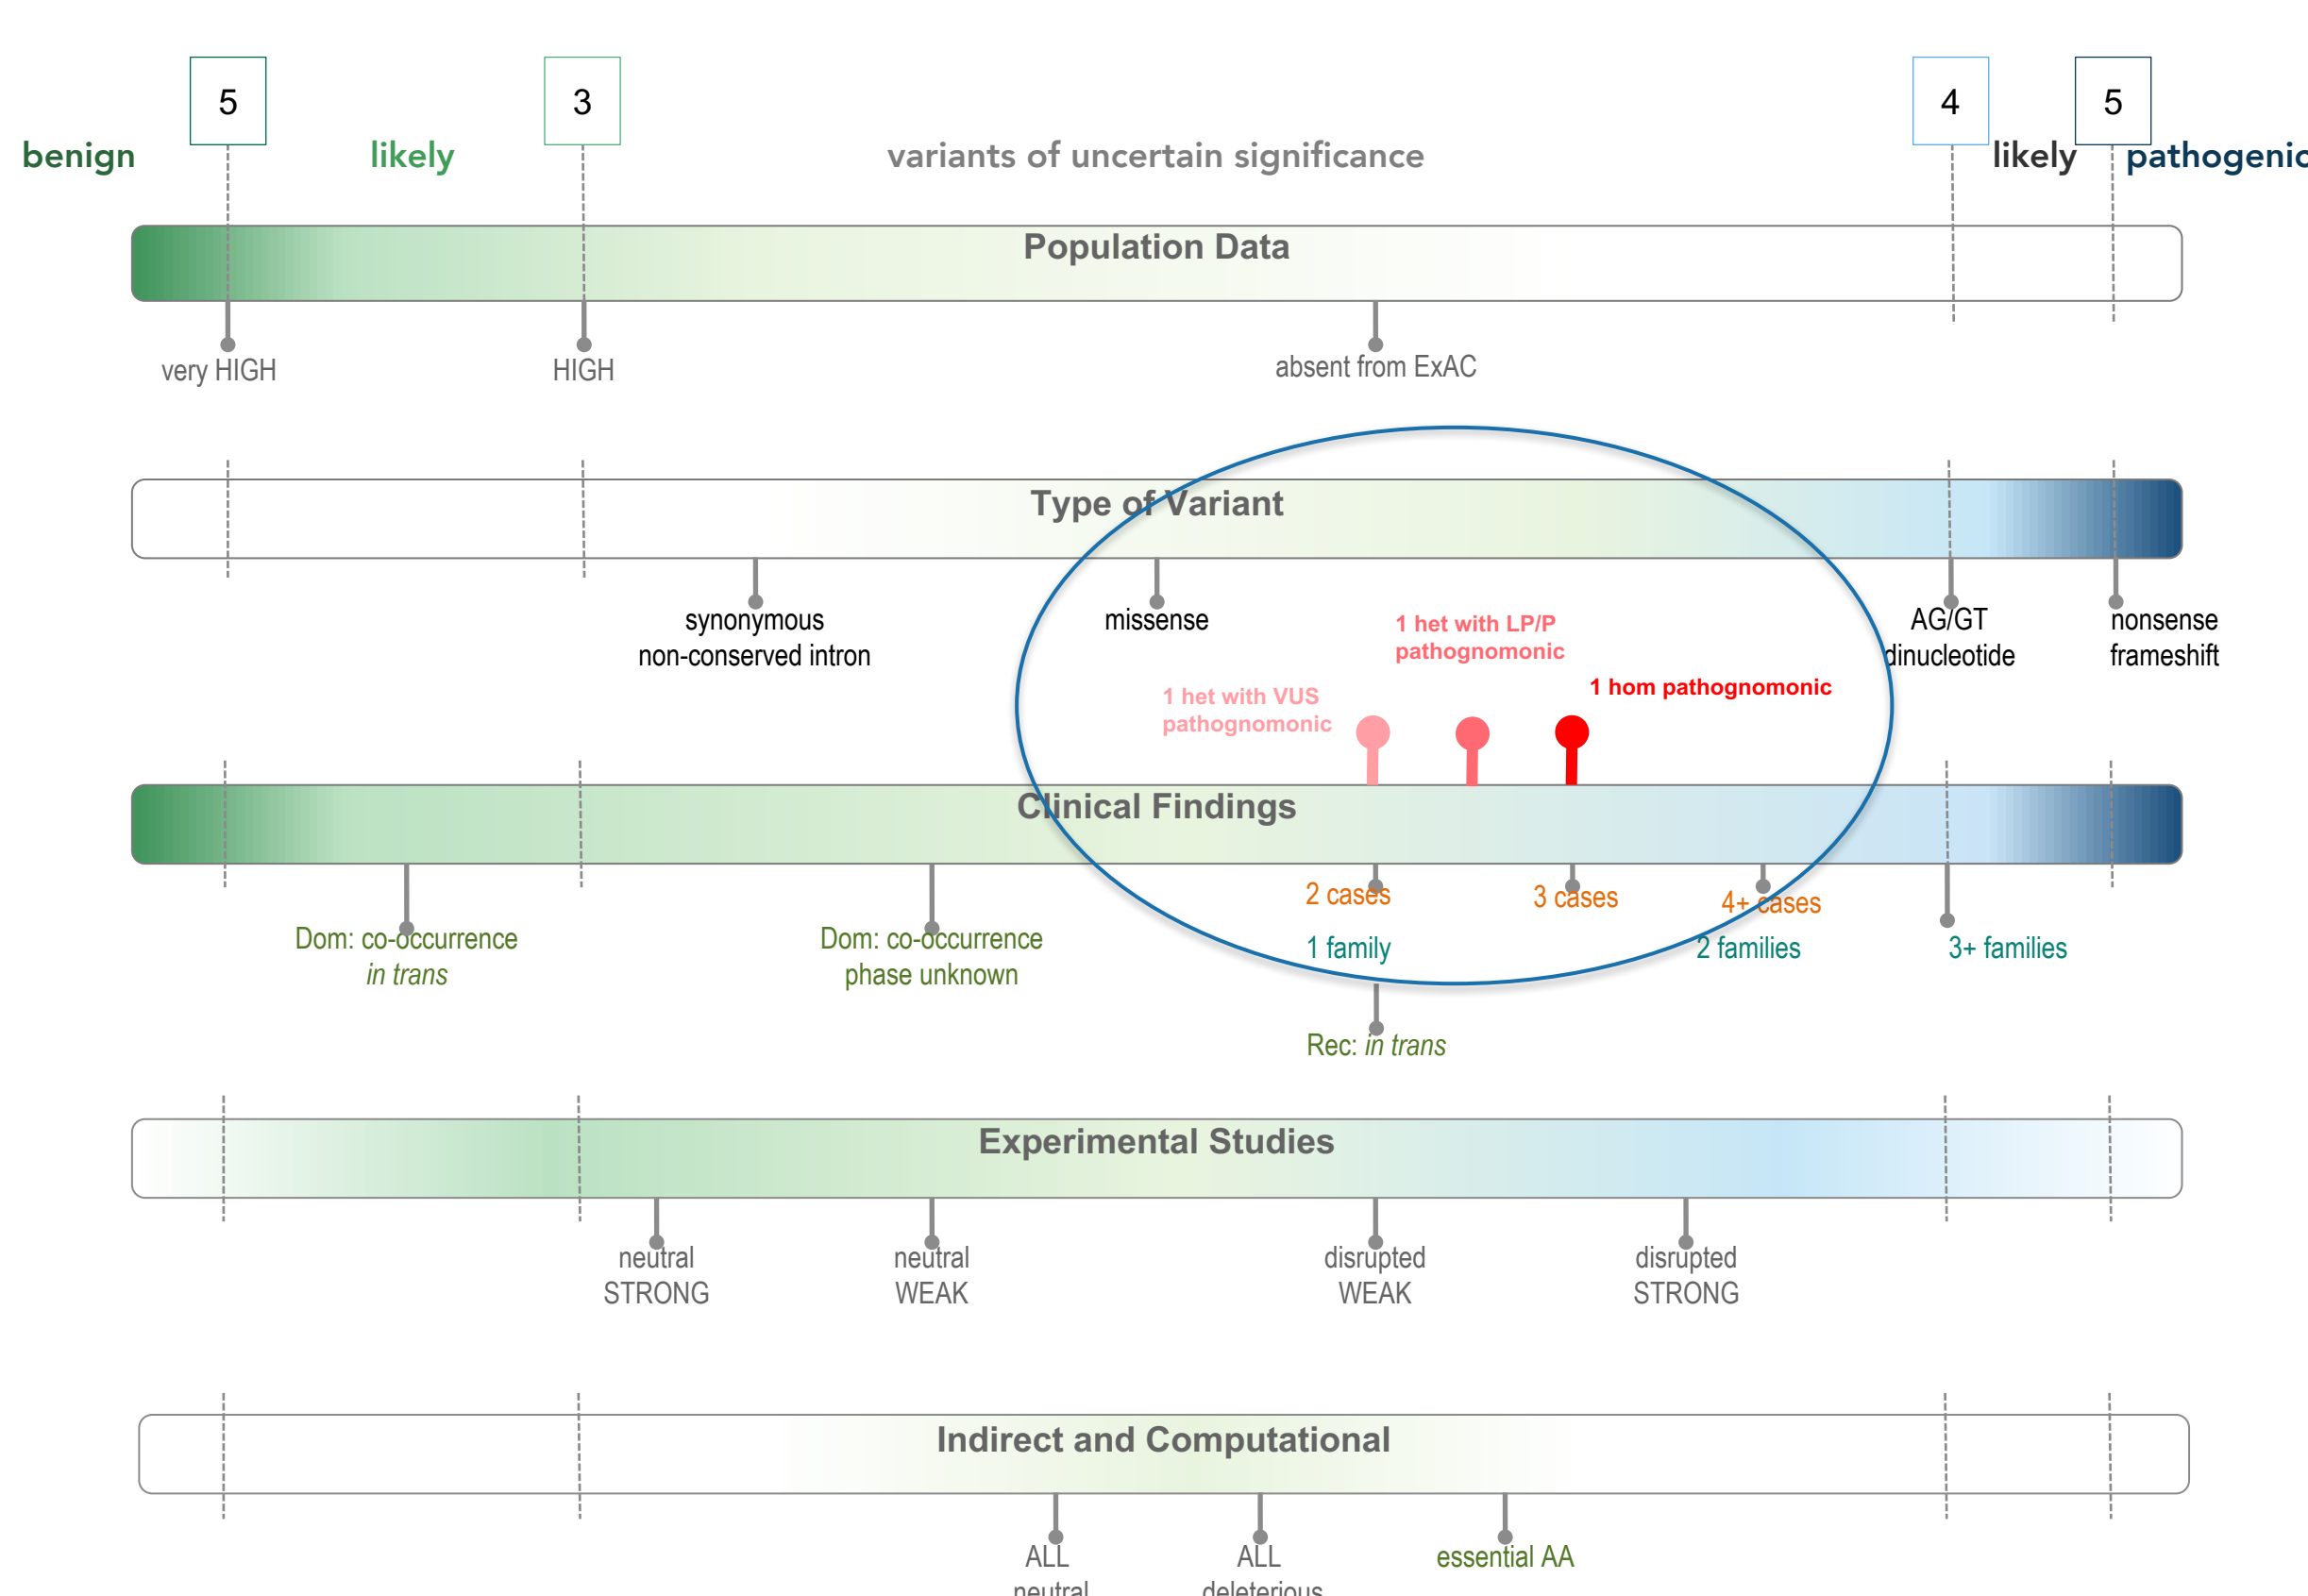 5
3
4
5
benign
likely
variants of uncertain significance
likely
pathogenic
Population Data
very HIGH
HIGH
absent from ExAC
Type of Variant
synonymous
non-conserved intron
missense
AG/GT
dinucleotide
nonsense
frameshift
1 het with LP/P
pathognomonic
1 het with VUS
pathognomonic
1 hom pathognomonic
Clinical Findings
2 cases
3 cases
4+ cases
Dom: co-occurrence
in trans
Dom: co-occurrence
phase unknown
1 family
2 families
3+ families
Rec: in trans
Experimental Studies
neutral
STRONG
neutral
WEAK
disrupted
WEAK
disrupted
STRONG
Indirect and Computational
ALL
neutral
ALL
deleterious
essential AA